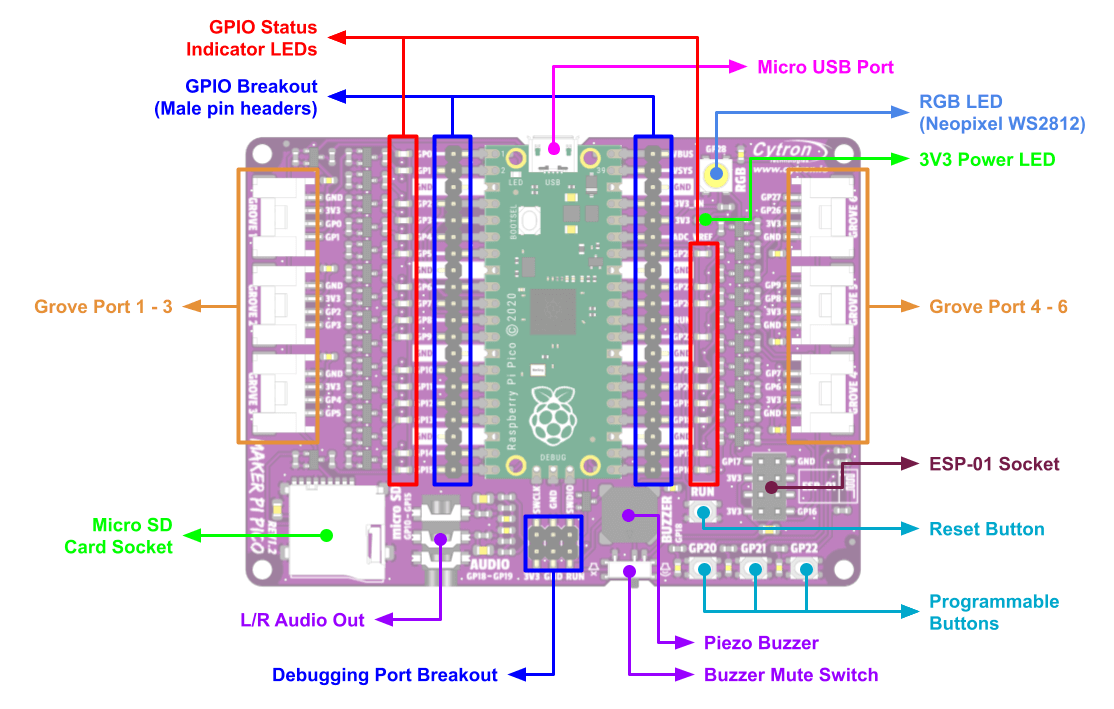 GPIO Status
Indicator LEDs
Micro USB Port
GPIO Breakout
(Male pin headers)
RGB LED
(Neopixel WS2812)
3V3 Power LED
Grove Port 1 - 3
Grove Port 4 - 6
ESP-01 Socket
Micro SD
Card Socket
Reset Button
L/R Audio Out
Programmable
Buttons
Piezo Buzzer
Debugging Port Breakout
Buzzer Mute Switch
Cytron
GP28
RGB
LED
USB
BOOTSEL
Raspberry Pi Pico © 2020
DEBUG
SWCLK
GND
SWDIO
GROVE
GND
3V3
GP0
GP1
GROVE 2
GND
3V3
GP2
GP3
GROVE 3
GND
3V3
GP4
GP5
GP27
GP26
3V3
GND
GROVE 6
GP9
GP8
3V3
GND
GROVE 5
GP7
GP6
3V3
GND
GROVE 4
MAKER PI PICO
REV1.2
micro SD
GP10-GP15
AUDIO
GP18-GP19
3V3 GND RUN
BUZZER
GP18
RUN
GP17
GND
3V3
3V3
GP16
GP20
GP21
GP22